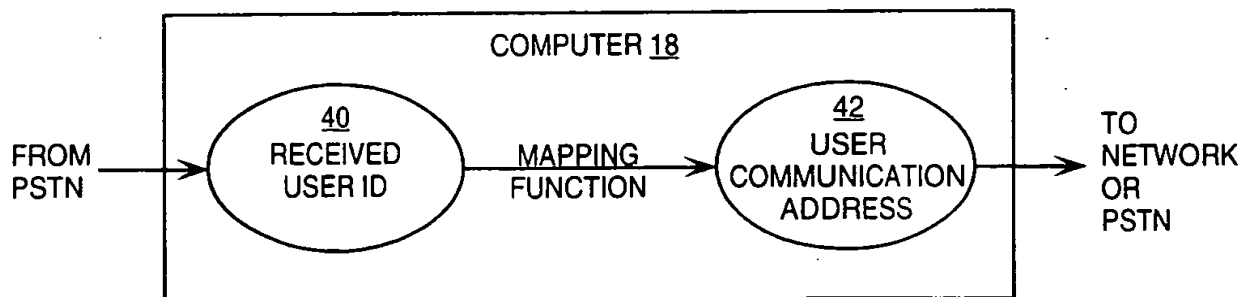 COMPUTER 18
FROM
PSTN
40
RECEIVED
USER ID
MAPPING
FUNCTION
42
USER
COMMUNICATION
ADDRESS
TO
NETWORK
OR
PSTN